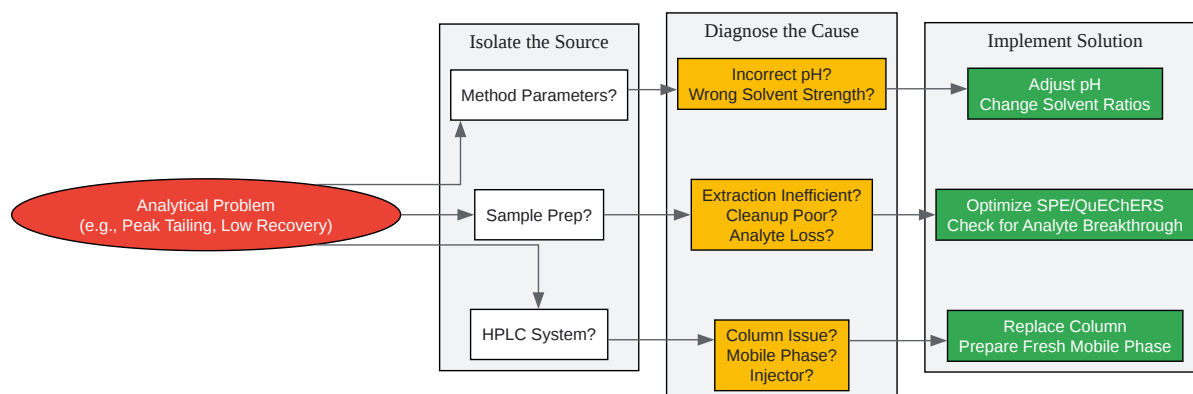 Isolate the Source
Diagnose the Cause
Implement Solution
Analytical Problem
(e.g., Peak Tailing, Low Recovery)
Method Parameters?
Incorrect pH?
Wrong Solvent Strength?
Adjust pH
Change Solvent Ratios
Sample Prep?
Extraction Inefficient?
Cleanup Poor?
Analyte Loss?
Optimize SPE/QuEChERS
Check for Analyte Breakthrough
HPLC System?
Column Issue?
Mobile Phase?
Injector?
Replace Column
Prepare Fresh Mobile Phase